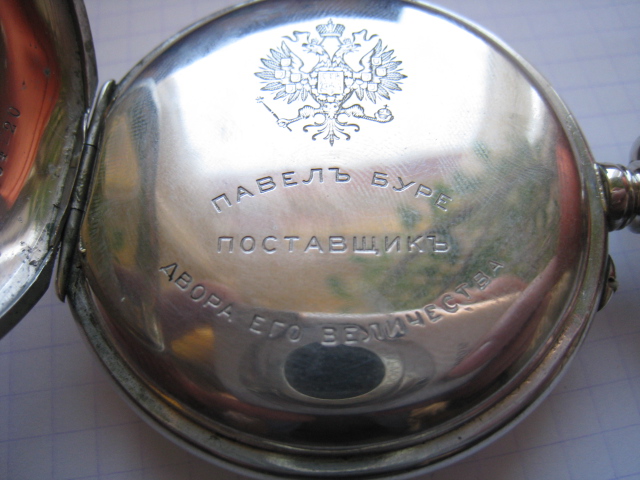 ПАВЕЛЪ БУРЕ
ПОСТАВЩИКЪ
ДВОРА ЕГО ВЕЛИЧЕСТВА